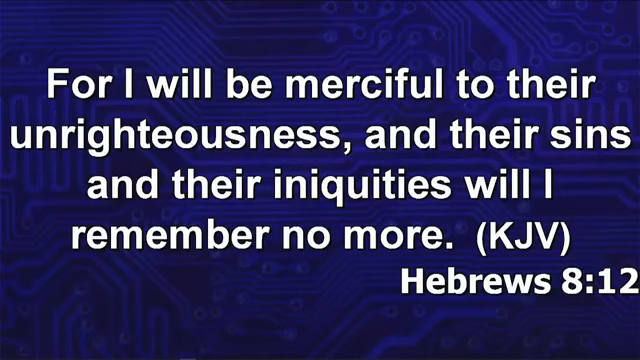 For I will be merciful to their
unrighteousness, and their sins
and their iniquities will I
remember no more. (KJV)
Hebrews 8:12